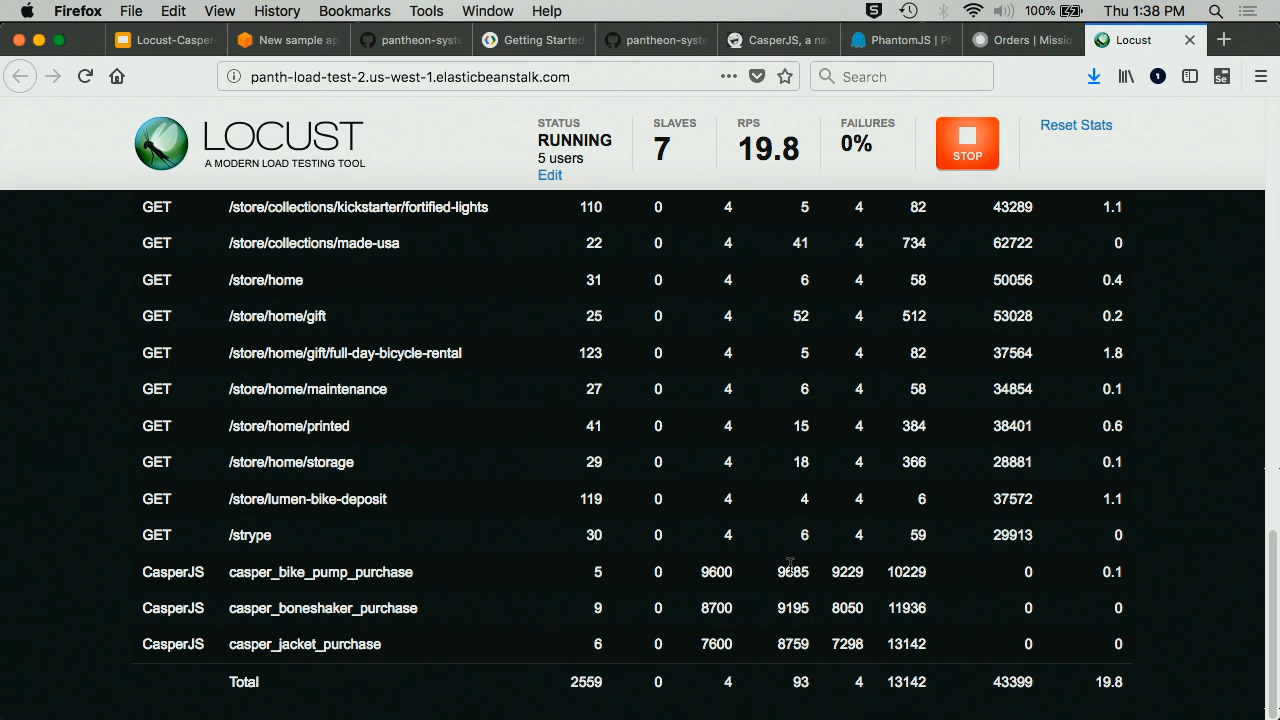 Firefox File Edit View History Bookmarks Tools Window Help 100% Thu 1:38 PM
Locust-Casper New sample ap pantheon-syste Getting Started pantheon-syste CasperJS, a na PhantomJS | Ph Orders | Missio Locust
panth-load-test-2.us-west-1.elasticbeanstalk.com Search 1 Se
LOCUST
A MODERN LOAD TESTING TOOL
STATUS
RUNNING
5 users
Edit
SLAVES
7
RPS
19.8
FAILURES
0%
STOP
Reset Stats
GET /store/collections/kickstarter/fortified-lights 110 0 4 5 4 82 43289 1.1
GET /store/collections/made-usa 22 0 4 41 4 734 62722 0
GET /store/home 31 0 4 6 4 58 50056 0.4
GET /store/home/gift 25 0 4 52 4 512 53028 0.2
GET /store/home/gift/full-day-bicycle-rental 123 0 4 5 4 82 37564 1.8
GET /store/home/maintenance 27 0 4 6 4 58 34854 0.1
GET /store/home/printed 41 0 4 15 4 384 38401 0.6
GET /store/home/storage 29 0 4 18 4 366 28881 0.1
GET /store/lumen-bike-deposit 119 0 4 4 4 6 37572 1.1
GET /strype 30 0 4 6 4 59 29913 0
CasperJS casper_bike_pump_purchase 5 0 9600 9685 9229 10229 0 0.1
CasperJS casper_boneshaker_purchase 9 0 8700 9195 8050 11936 0 0
CasperJS casper_jacket_purchase 6 0 7600 8759 7298 13142 0 0
Total 2559 0 4 93 4 13142 43399 19.8